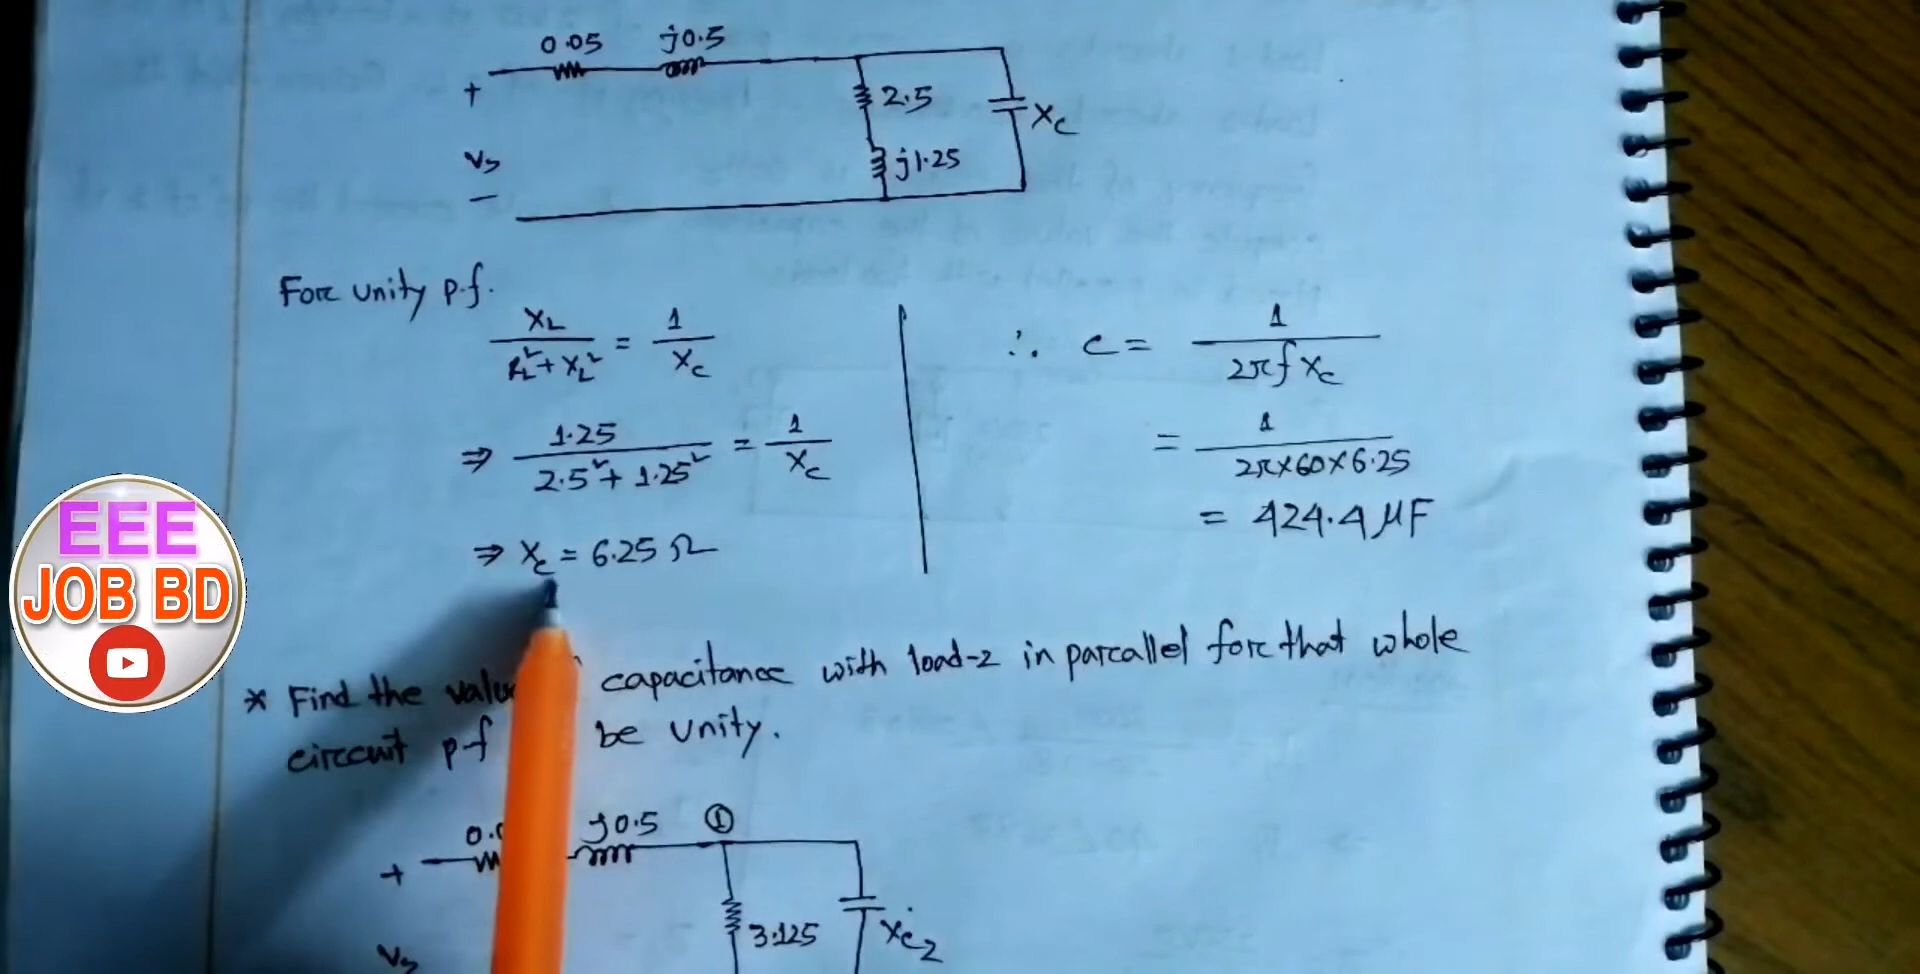 0.05 j0.5
+
2.5
Xc
Vs
j1.25
−
For unity p.f.
XL / RL² + XL² = 1 / Xc
⇒ 1.25 / 2.5² + 1.25² = 1 / Xc
⇒ Xc = 6.25 Ω
∴ C = 1 / 2πf Xc
= 1 / 2π×60×6.25
= 424.4 μF
EEE
JOB BD
* Find the capacitance with load-2 in parallel for that whole
circuit p.f be unity.
j0.5 ①
+
3.125
Xc2
Vs